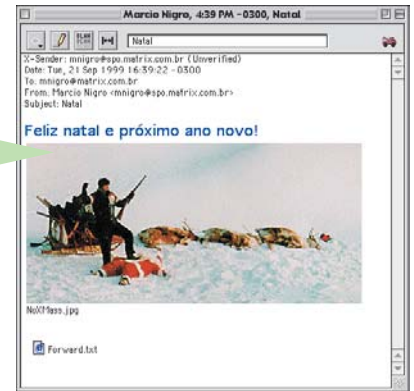 Marcio Nigro, 4:39 PM -0300, Natal
Natal
X-Sender: mnigro@spo.matrix.com.br (Unverified)
Date: Tue, 21 Sep 1999 16:39:22 -0300
To: mnigro@matrix.com.br
From: Marcio Nigro <mnigro@spo.matrix.com.br>
Subject: Natal
Feliz natal e próximo ano novo!
NoXMass.jpg
Forward.txt